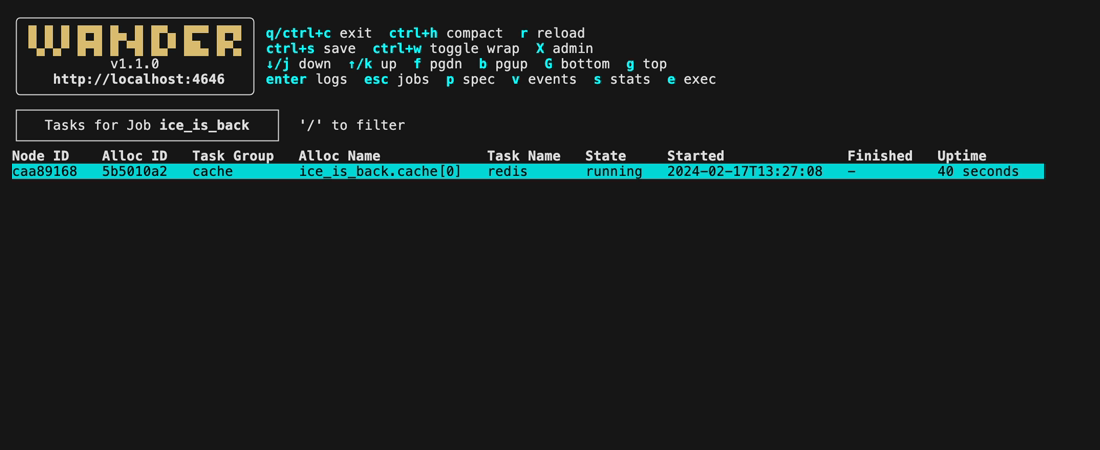 WANDER
v1.1.0
http://localhost:4646
q/ctrl+c exit  ctrl+h compact  r reload
ctrl+s save  ctrl+w toggle wrap  X admin
↓/j down  ↑/k up  f pgdn  b pgup  G bottom  g top
enter logs  esc jobs  p spec  v events  s stats  e exec
Tasks for Job ice_is_back  '/' to filter
Node ID  Alloc ID  Task Group  Alloc Name  Task Name  State  Started  Finished  Uptime
caa89168  5b5010a2  cache  ice_is_back.cache[0]  redis  running  2024-02-17T13:27:08  -  40 seconds